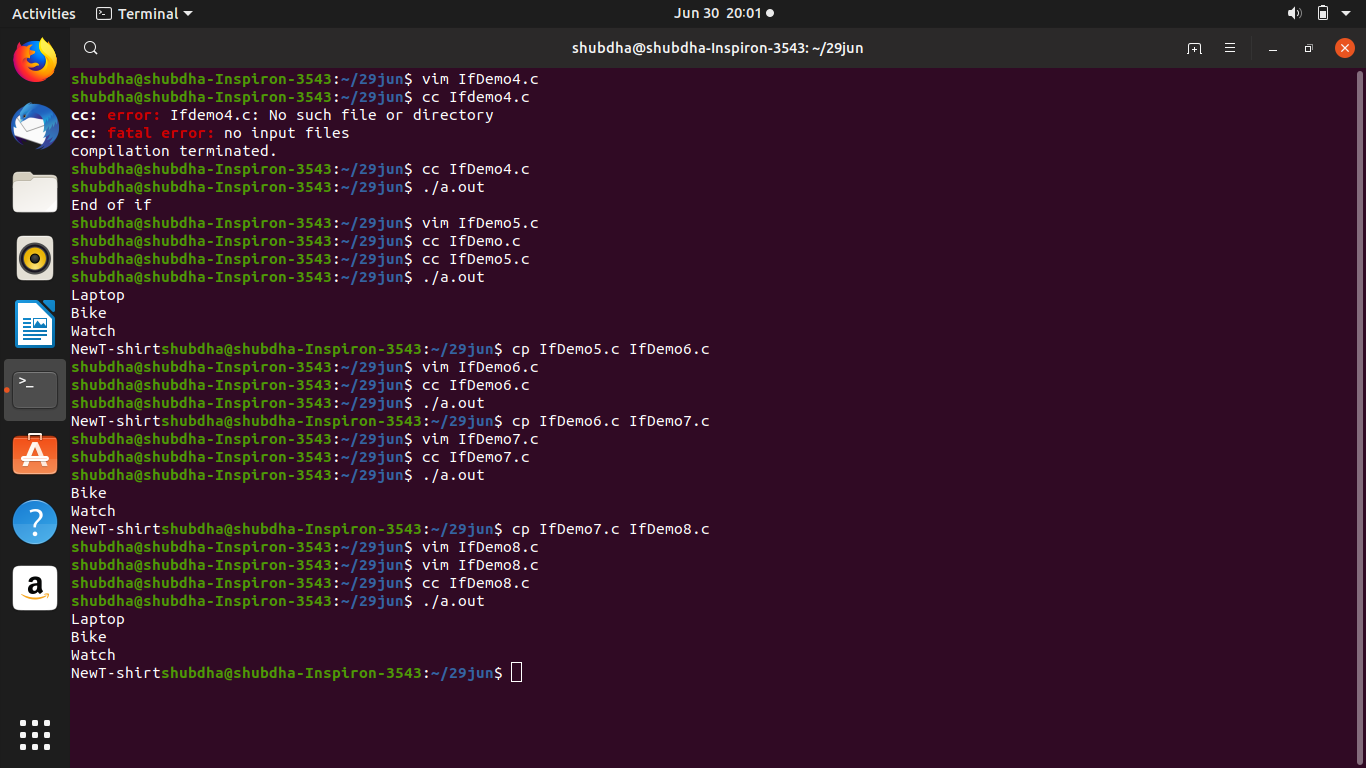 Activities
Terminal
Jun 30 20:01
shubdha@shubdha-Inspiron-3543: ~/29jun
shubdha@shubdha-Inspiron-3543:~/29jun$ vim IfDemo4.c
shubdha@shubdha-Inspiron-3543:~/29jun$ cc Ifdemo4.c
cc: error: Ifdemo4.c: No such file or directory
cc: fatal error: no input files
compilation terminated.
shubdha@shubdha-Inspiron-3543:~/29jun$ cc IfDemo4.c
shubdha@shubdha-Inspiron-3543:~/29jun$ ./a.out
End of if
shubdha@shubdha-Inspiron-3543:~/29jun$ vim IfDemo5.c
shubdha@shubdha-Inspiron-3543:~/29jun$ cc IfDemo.c
shubdha@shubdha-Inspiron-3543:~/29jun$ cc IfDemo5.c
shubdha@shubdha-Inspiron-3543:~/29jun$ ./a.out
Laptop
Bike
Watch
NewT-shirtshubdha@shubdha-Inspiron-3543:~/29jun$ cp IfDemo5.c IfDemo6.c
shubdha@shubdha-Inspiron-3543:~/29jun$ vim IfDemo6.c
shubdha@shubdha-Inspiron-3543:~/29jun$ cc IfDemo6.c
shubdha@shubdha-Inspiron-3543:~/29jun$ ./a.out
NewT-shirtshubdha@shubdha-Inspiron-3543:~/29jun$ cp IfDemo6.c IfDemo7.c
shubdha@shubdha-Inspiron-3543:~/29jun$ vim IfDemo7.c
shubdha@shubdha-Inspiron-3543:~/29jun$ cc IfDemo7.c
shubdha@shubdha-Inspiron-3543:~/29jun$ ./a.out
Bike
Watch
NewT-shirtshubdha@shubdha-Inspiron-3543:~/29jun$ cp IfDemo7.c IfDemo8.c
shubdha@shubdha-Inspiron-3543:~/29jun$ vim IfDemo8.c
shubdha@shubdha-Inspiron-3543:~/29jun$ vim IfDemo8.c
shubdha@shubdha-Inspiron-3543:~/29jun$ cc IfDemo8.c
shubdha@shubdha-Inspiron-3543:~/29jun$ ./a.out
Laptop
Bike
Watch
NewT-shirtshubdha@shubdha-Inspiron-3543:~/29jun$